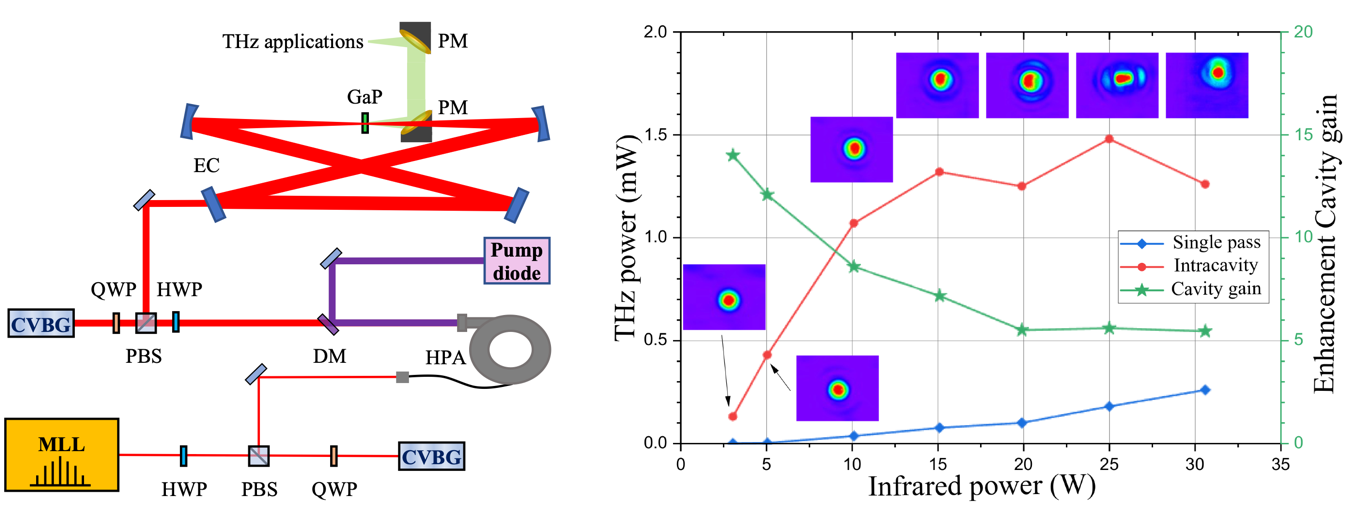 THz applications
PM
GaP
PM
EC
Pump
diode
QWP
HWP
CVBG
PBS
DM
HPA
MLL
CVBG
HWP
PBS
QWP
THz power (mW)
2.0
1.5
1.0
0.5
0.0
0
5
10
15
20
25
30
35
Infrared power (W)
20
15
10
5
0
Enhancement Cavity gain
Single pass
Intracavity
Cavity gain